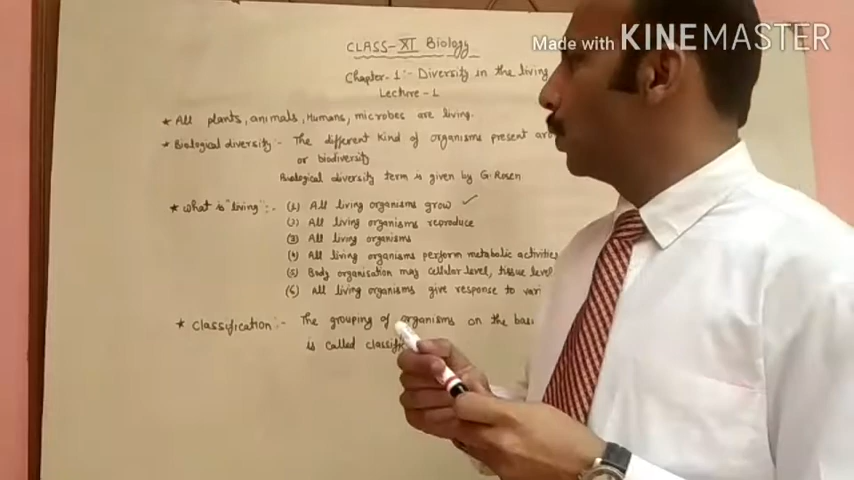 Made with KINEMASTER
CLASS - XI Biology
Chapter - 1 :- Diversity in the living
Lecture - 1
* All plants, animals, Humans, microbes are living.
* Biological diversity :- The different kind of organisms present
or biodiversity
Biological diversity term is given by G. Rosen
* what is "living" :- (1) All living organisms grow ✓
(2) All living organisms reproduce
(3) All living organisms
(4) All living organisms perform metabolic activities
(5) Body organisation may cellular level, tissue level
(6) All living organisms give response to
* Classification :- The grouping of organisms on the
is called